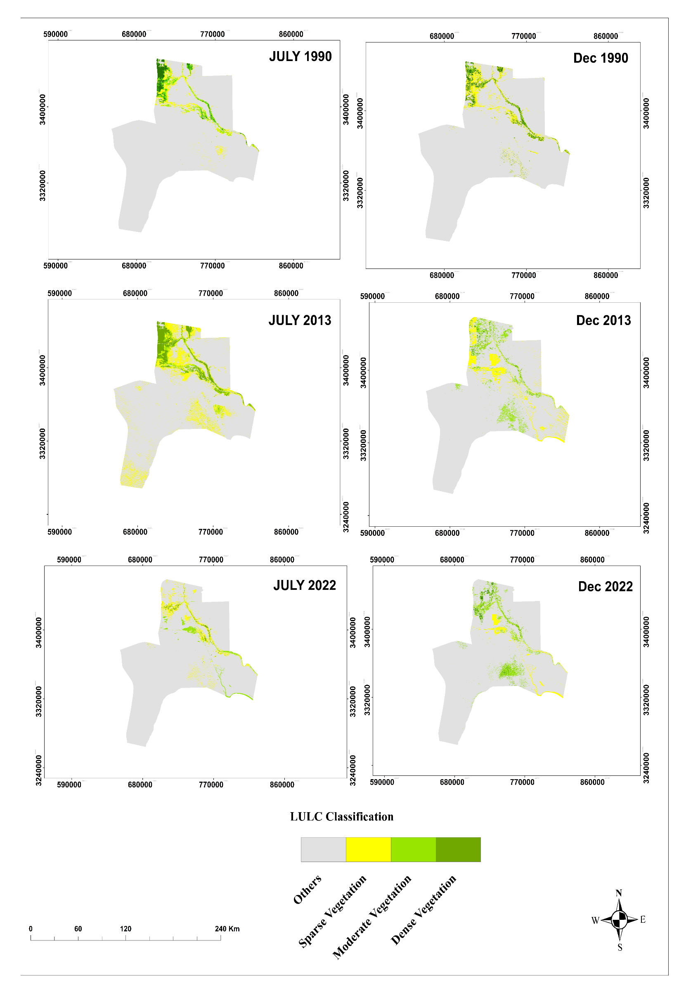 590000 680000 770000 860000
JULY 1990
3400000 3400000
3320000 3320000
590000 680000 770000 860000
680000 770000 860000
Dec 1990
3400000 3400000
3320000 3320000
680000 770000 860000
590000 680000 770000 860000
JULY 2013
3400000 3400000
3320000 3320000
3240000
590000 680000 770000 860000
590000 680000 770000 860000
Dec 2013
3400000 3400000
3320000 3320000
3240000
590000 680000 770000 860000
590000 680000 770000 860000
JULY 2022
3400000 3400000
3320000 3320000
3240000 3240000
590000 680000 770000 860000
590000 680000 770000 860000
Dec 2022
3400000 3400000
3320000 3320000
3240000
590000 680000 770000 860000
LULC Classification
Others
Sparse Vegetation
Moderate Vegetation
Dense Vegetation
0 60 120 240 Km
N
W E
S